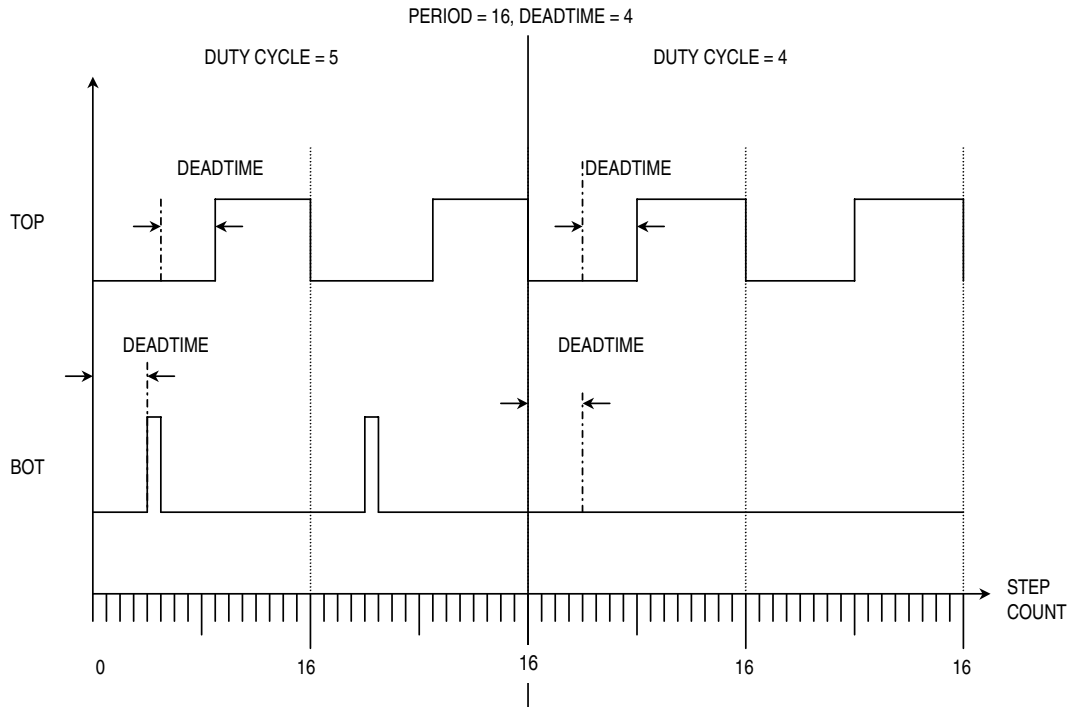 PERIOD = 16, DEADTIME = 4
DUTY CYCLE = 5
DUTY CYCLE = 4
DEADTIME
DEADTIME
TOP
DEADTIME
DEADTIME
BOT
STEP
COUNT
0
16
16
16
16